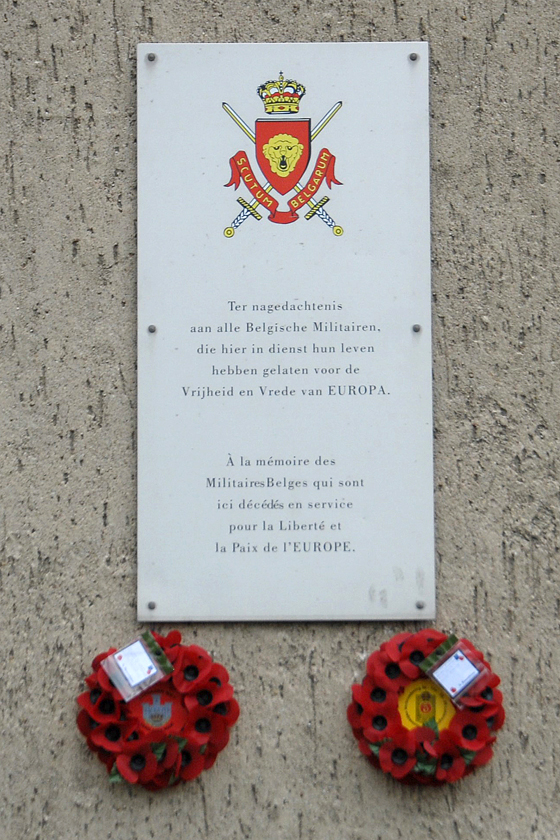 SCUTUM BELGARUM
Ter nagedachtenis
aan alle Belgische Militairen,
die hier in dienst hun leven
hebben gelaten voor de
Vrijheid en Vrede van EUROPA.
À la mémoire des
MilitairesBelges qui sont
ici décédés en service
pour la Liberté et
la Paix de l'EUROPE.